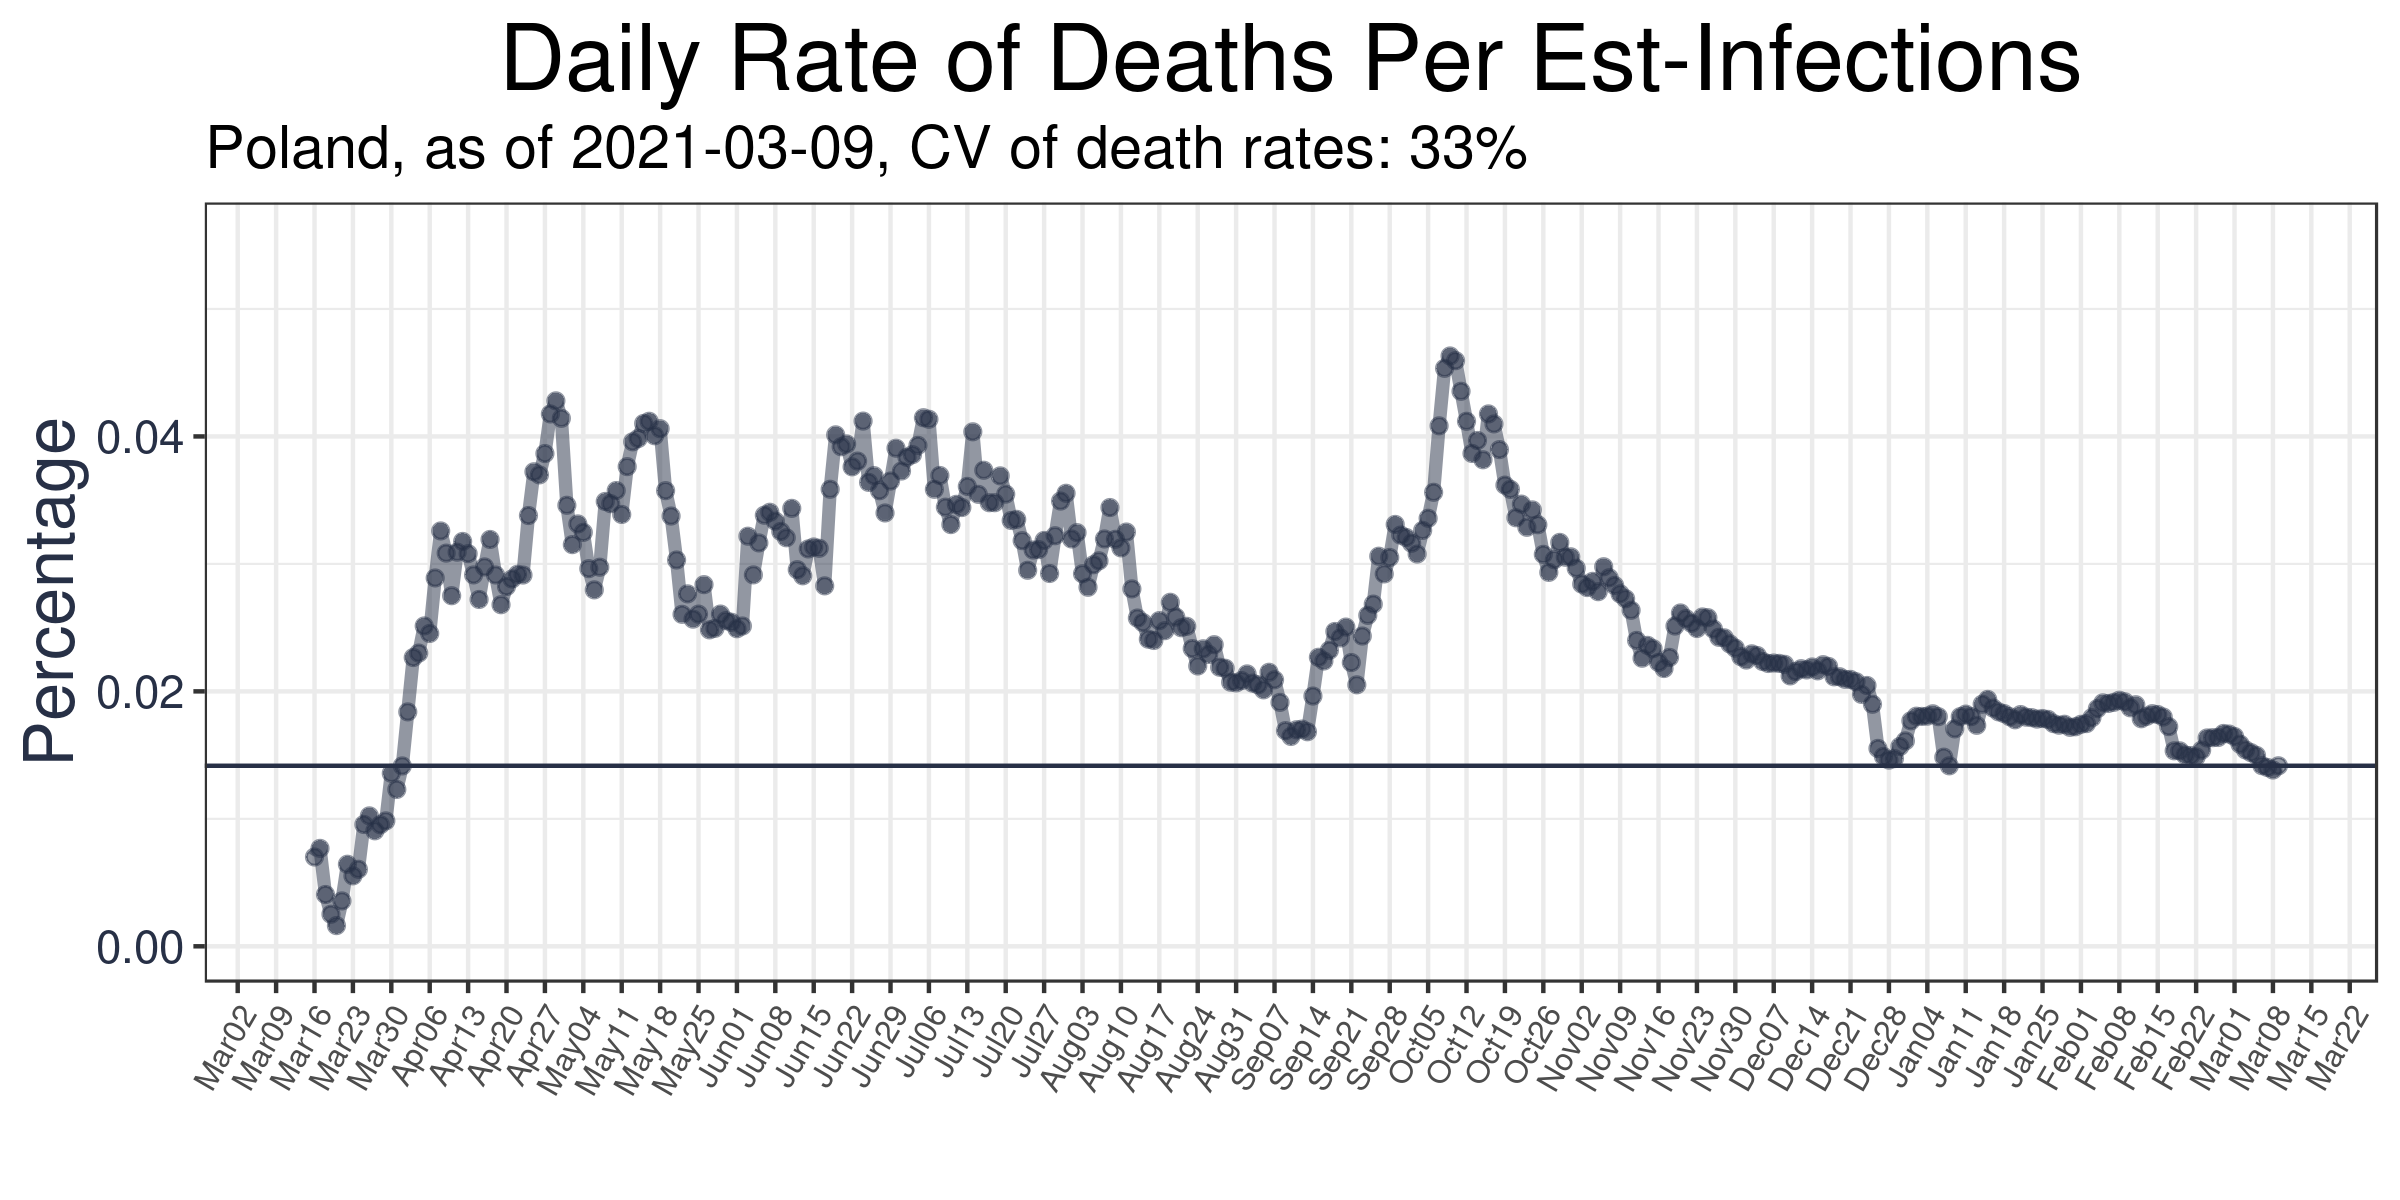 Daily Rate of Deaths Per Est-Infections
Poland, as of 2021-03-09, CV of death rates: 33%
Percentage
0.04
0.02
0.00
Mar02 Mar09 Mar16 Mar23 Mar30 Apr06 Apr13 Apr20 Apr27 May04 May11 May18 May25 Jun01 Jun08 Jun15 Jun22 Jun29 Jul06 Jul13 Jul20 Jul27 Aug03 Aug10 Aug17 Aug24 Aug31 Sep07 Sep14 Sep21 Sep28 Oct05 Oct12 Oct19 Oct26 Nov02 Nov09 Nov16 Nov23 Nov30 Dec07 Dec14 Dec21 Dec28 Jan04 Jan11 Jan18 Jan25 Feb01 Feb08 Feb15 Feb22 Mar01 Mar08 Mar15 Mar22